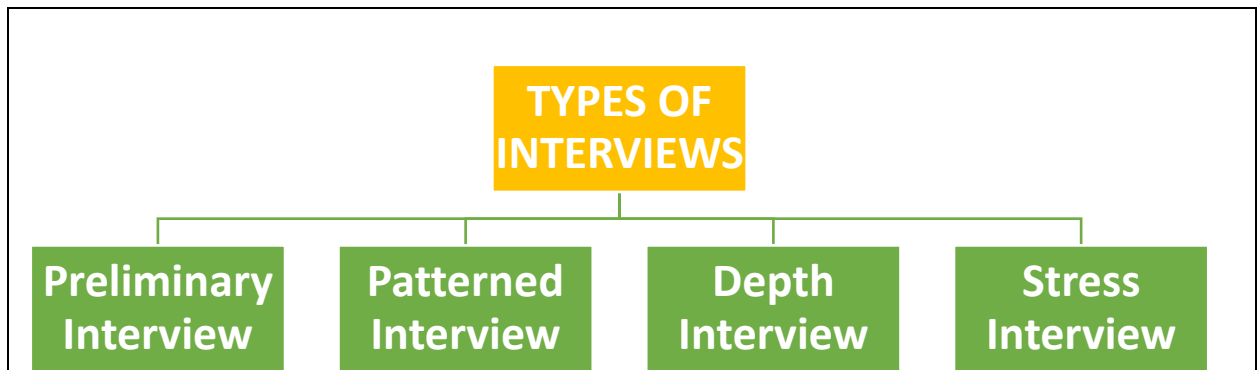 TYPES OF
INTERVIEWS
Preliminary
Interview
Patterned
Interview
Depth
Interview
Stress
Interview